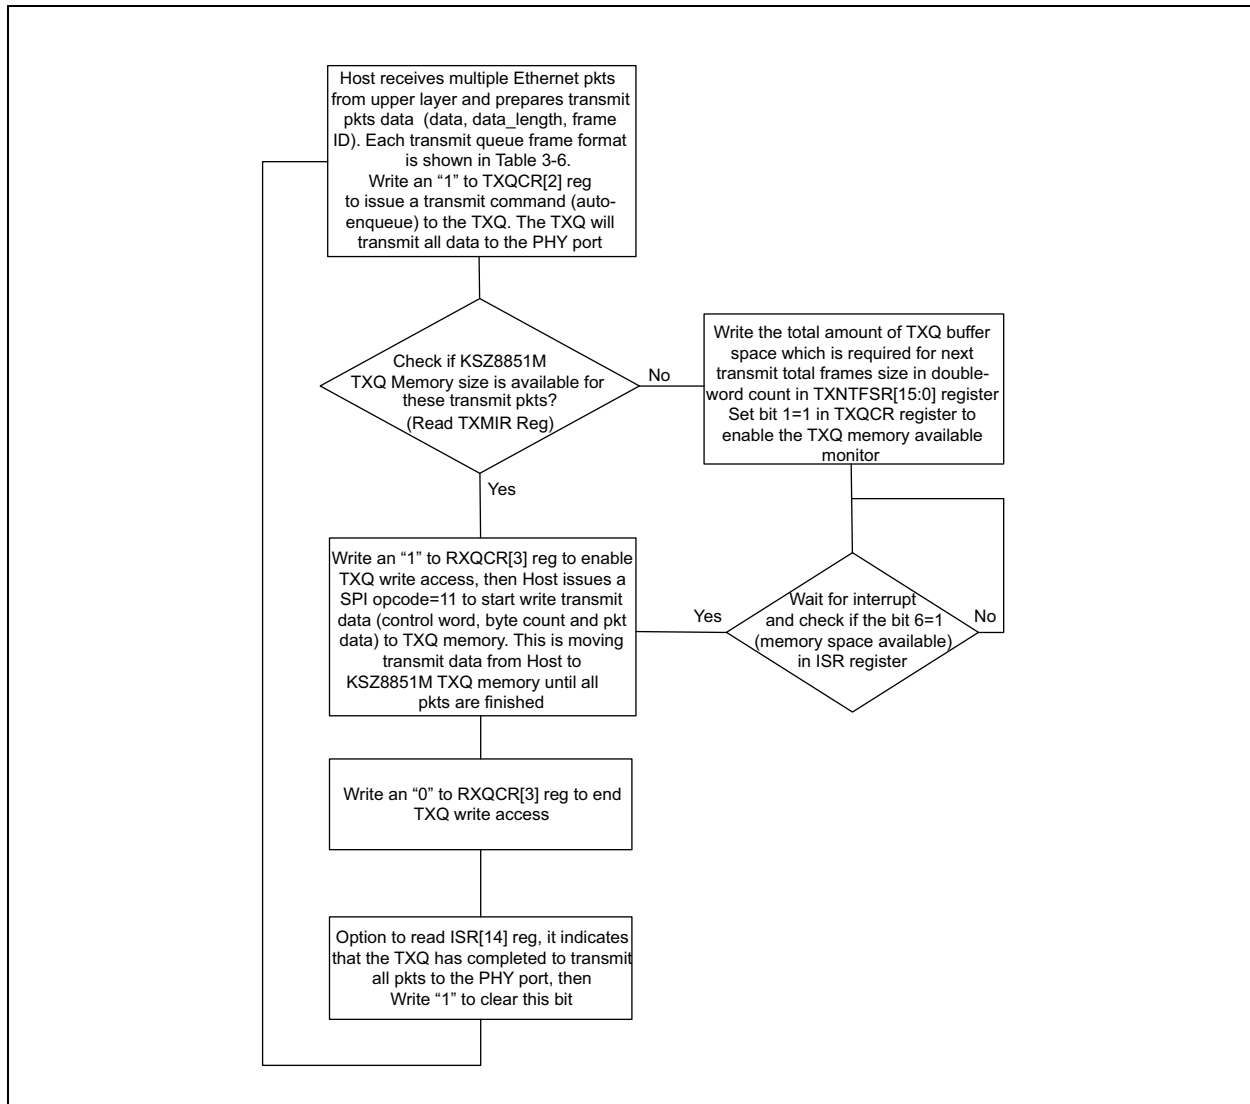 Host receives multiple Ethernet pkts
from upper layer and prepares transmit
pkts data  (data, data_length, frame
ID). Each transmit queue frame format
is shown in Table 3-6.
Write an “1” to TXQCR[2] reg
to issue a transmit command (auto-
enqueue) to the TXQ. The TXQ will
transmit all data to the PHY port
Check if KSZ8851M
TXQ Memory size is available for
these transmit pkts?
(Read TXMIR Reg)
No
Write the total amount of TXQ buffer
space which is required for next
transmit total frames size in double-
word count in TXNTFSR[15:0] register
Set bit 1=1 in TXQCR register to
enable the TXQ memory available
monitor
Yes
Write an “1” to RXQCR[3] reg to enable
TXQ write access, then Host issues a
SPI opcode=11 to start write transmit
data (control word, byte count and pkt
data) to TXQ memory. This is moving
transmit data from Host to
KSZ8851M TXQ memory until all
pkts are finished
Yes
Wait for interrupt
and check if the bit 6=1
(memory space available)
in ISR register
No
Write an “0” to RXQCR[3] reg to end
TXQ write access
Option to read ISR[14] reg, it indicates
that the TXQ has completed to transmit
all pkts to the PHY port, then
Write “1” to clear this bit